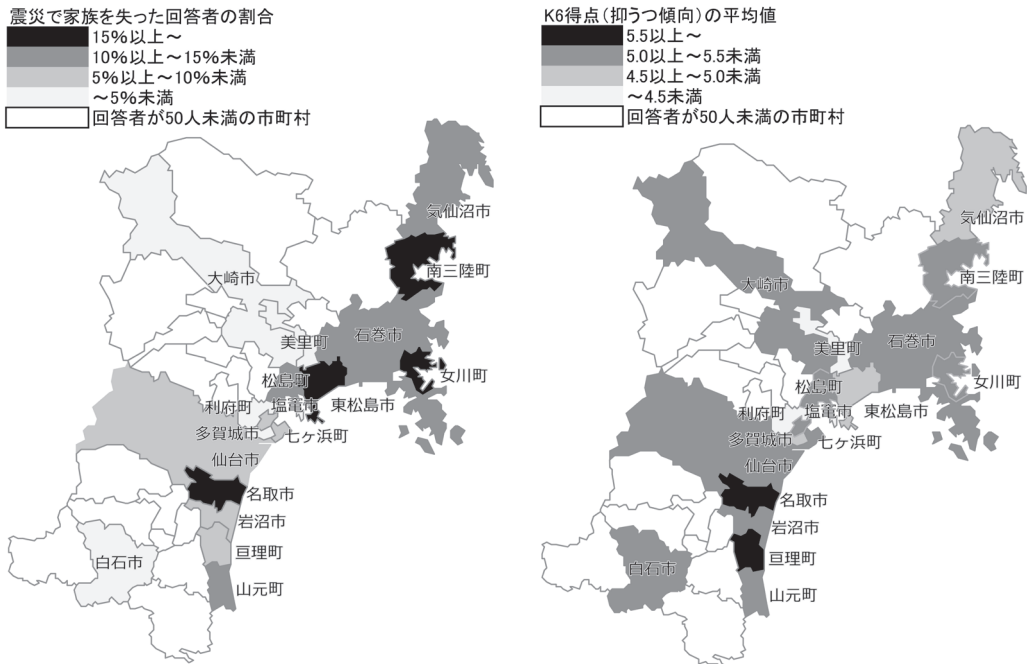 震災で家族を失った回答者の割合
15%以上～
10%以上～15%未満
5%以上～10%未満
～5%未満
回答者が50人未満の市町村
気仙沼市
南三陸町
大崎市
石巻市
美里町
女川町
松島町
東松島市
塩竈市
利府町
多賀城市
七ヶ浜町
仙台市
名取市
岩沼市
亘理町
白石市
山元町
K6得点(抑うつ傾向)の平均値
5.5以上～
5.0以上～5.5未満
4.5以上～5.0未満
～4.5未満
回答者が50人未満の市町村
気仙沼市
南三陸町
大崎市
石巻市
美里町
女川町
松島町
東松島市
塩竈市
利府町
多賀城市
七ヶ浜町
仙台市
名取市
岩沼市
亘理町
白石市
山元町